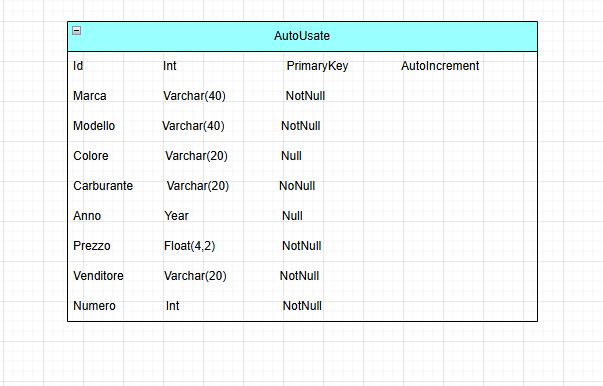 AutoUsate
Id Int PrimaryKey AutoIncrement
Marca Varchar(40) NotNull
Modello Varchar(40) NotNull
Colore Varchar(20) Null
Carburante Varchar(20) NoNull
Anno Year Null
Prezzo Float(4,2) NotNull
Venditore Varchar(20) NotNull
Numero Int NotNull